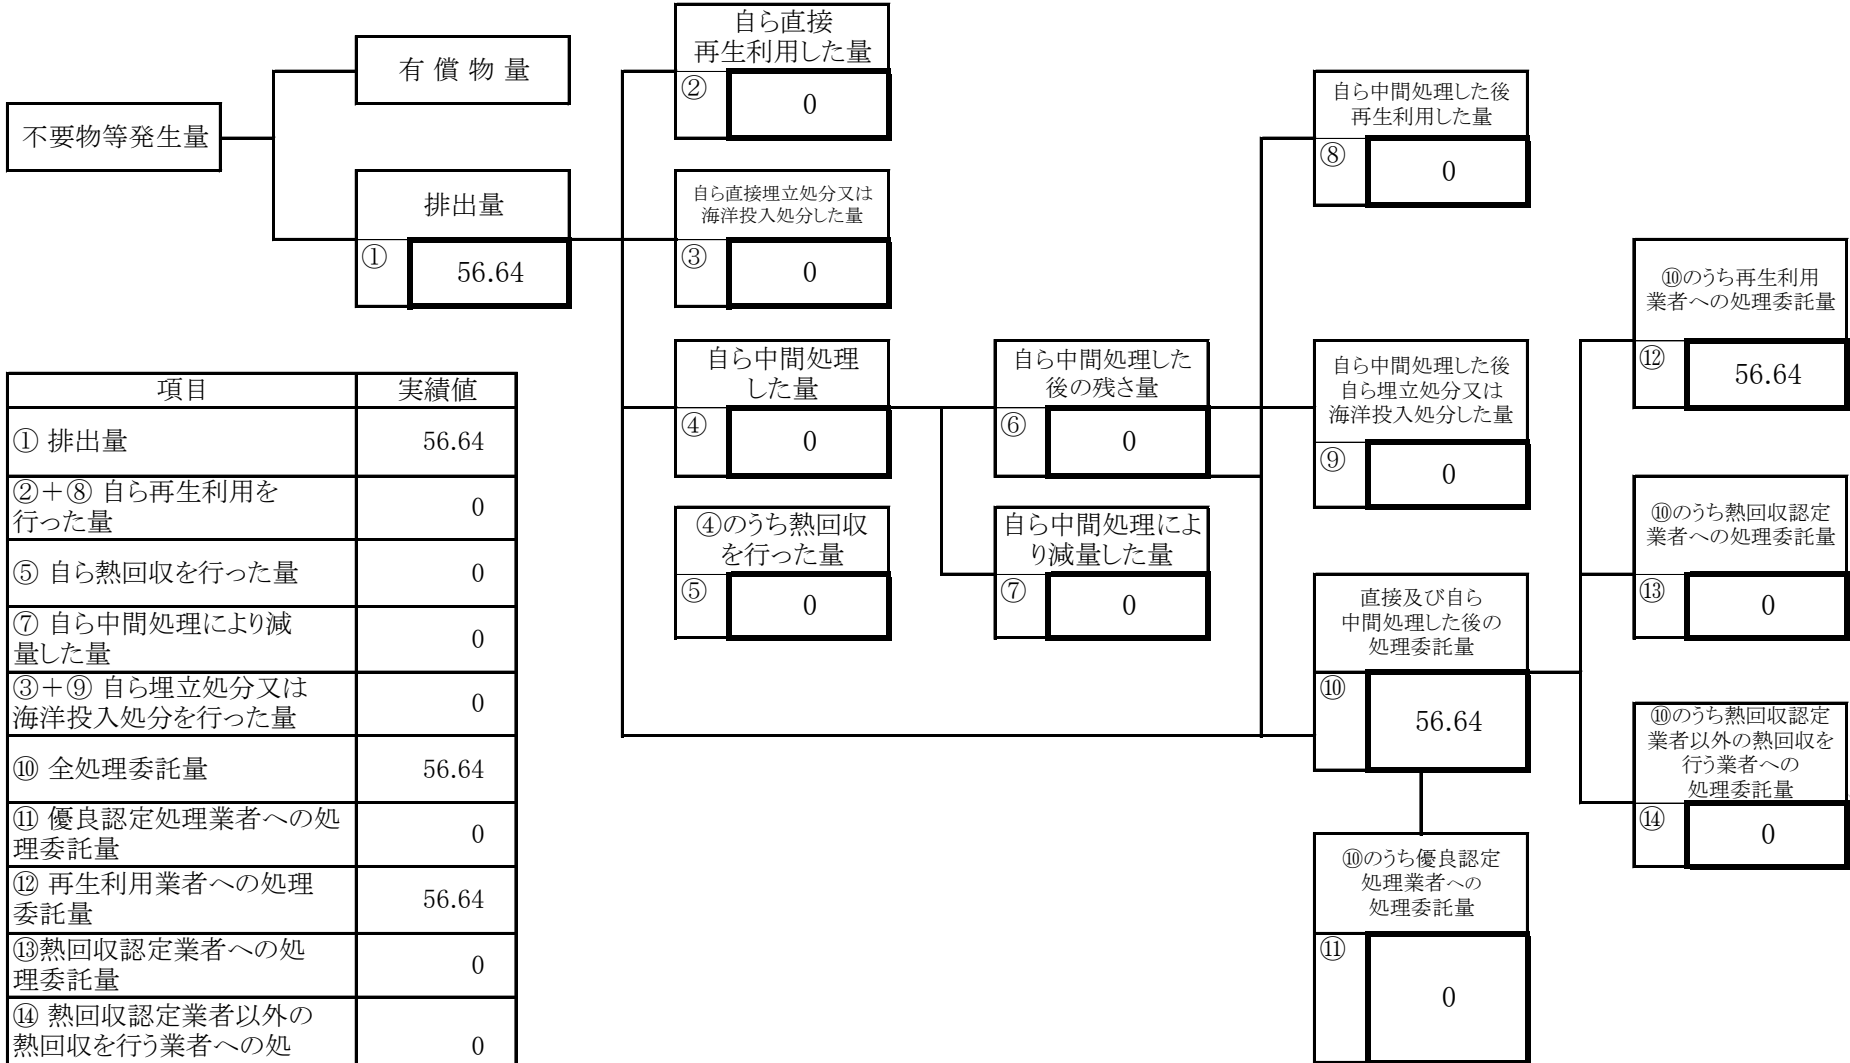 不要物等発生量
有 償 物 量
排出量
①
56.64
自ら直接
再生利用した量
②
0
自ら直接埋立処分又は
海洋投入処分した量
③
0
自ら中間処理
した量
④
0
④のうち熱回収
を行った量
⑤
0
自ら中間処理した
後の残さ量
⑥
0
自ら中間処理によ
り減量した量
⑦
0
自ら中間処理した後
再生利用した量
⑧
0
自ら中間処理した後
自ら埋立処分又は
海洋投入処分した量
⑨
0
直接及び自ら
中間処理した後の
処理委託量
⑩
56.64
⑩のうち優良認定
処理業者への
処理委託量
⑪
0
⑩のうち再生利用
業者への処理委託量
⑫
56.64
⑩のうち熱回収認定
業者への処理委託量
⑬
0
⑩のうち熱回収認定
業者以外の熱回収を
行う業者への
処理委託量
⑭
0
項目 実績値
① 排出量 56.64
②＋⑧ 自ら再生利用を
行った量 0
⑤ 自ら熱回収を行った量 0
⑦ 自ら中間処理により減
量した量 0
③＋⑨ 自ら埋立処分又は
海洋投入処分を行った量 0
⑩ 全処理委託量 56.64
⑪ 優良認定処理業者への処
理委託量 0
⑫ 再生利用業者への処理
委託量 56.64
⑬熱回収認定業者への処
理委託量 0
⑭ 熱回収認定業者以外の
熱回収を行う業者への処 0